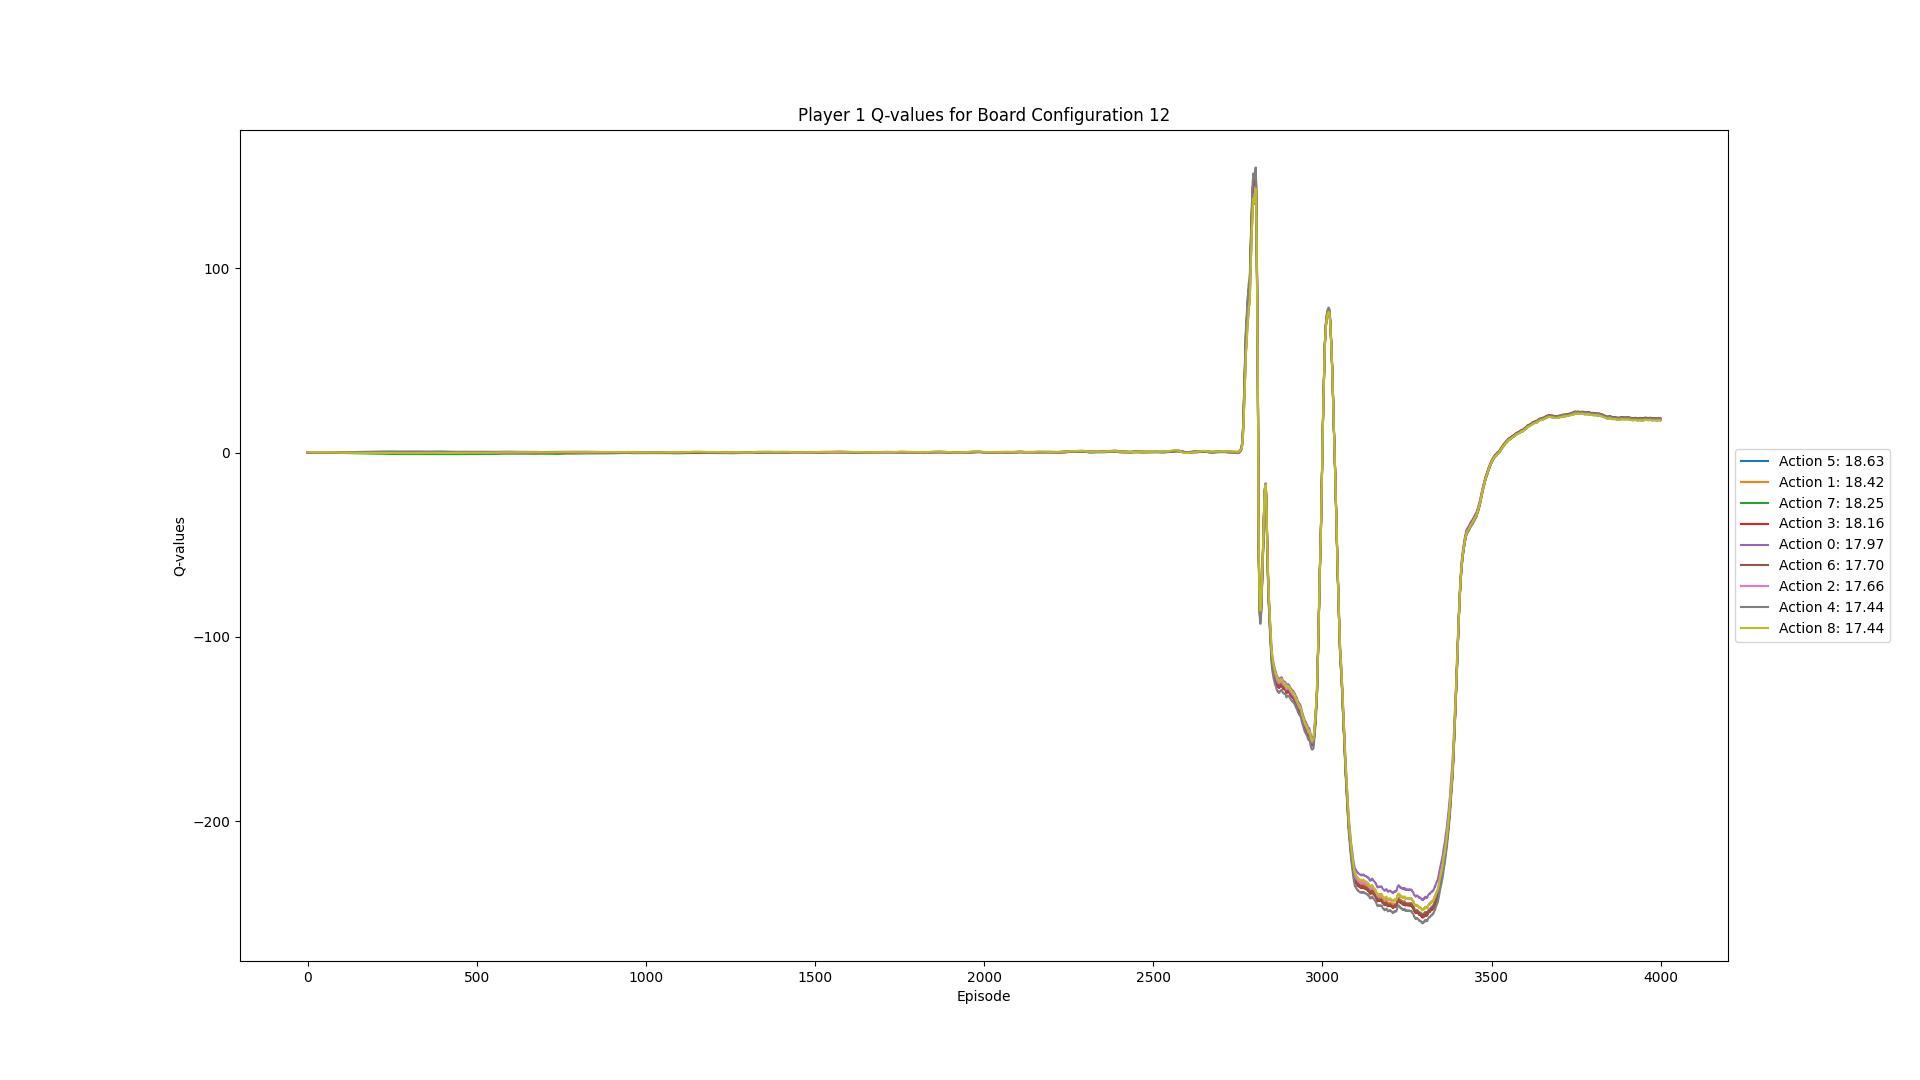 Player 1 Q-values for Board Configuration 12
Q-values
100
0
−100
−200
0
500
1000
1500
2000
2500
3000
3500
4000
Episode
Action 5: 18.63
Action 1: 18.42
Action 7: 18.25
Action 3: 18.16
Action 0: 17.97
Action 6: 17.70
Action 2: 17.66
Action 4: 17.44
Action 8: 17.44